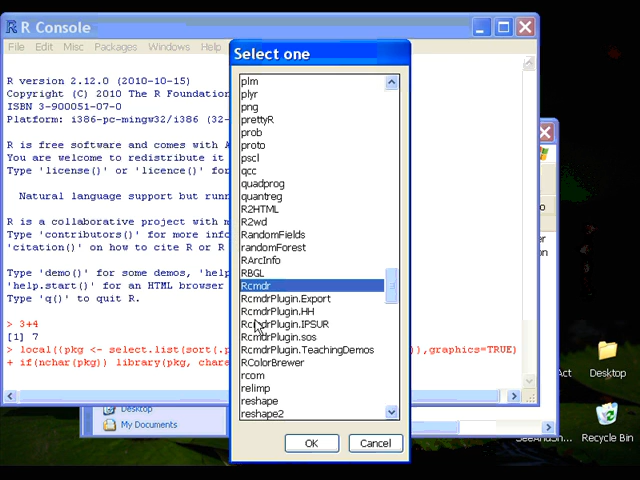 R Console
File Edit Misc Packages Windows Help
R version 2.12.0 (2010-10-15)
Copyright (C) 2010 The R Foundation
ISBN 3-900051-07-0
Platform: i386-pc-mingw32/i386 (32-
R is free software and comes with A
You are welcome to redistribute it
Type 'license()' or 'licence()' for
Natural language support but run
R is a collaborative project with m
Type 'contributors()' for more info
'citation()' on how to cite R or R
Type 'demo()' for some demos, 'help
'help.start()' for an HTML browser
Type 'q()' to quit R.
> 3+4
[1] 7
> local({pkg <- select.list(sort(.p
)),graphics=TRUE)
+ if(nchar(pkg)) library(pkg, chara
Select one
plm
plyr
png
prettyR
prob
proto
pscl
qcc
quadprog
quantreg
R2HTML
R2wd
RandomFields
randomForest
RArcInfo
RBGL
Rcmdr
RcmdrPlugin.Export
RcmdrPlugin.HH
RcmdrPlugin.IPSUR
RcmdrPlugin.sos
RcmdrPlugin.TeachingDemos
RColorBrewer
rcom
relimp
reshape
reshape2
OK Cancel
Desktop
My Documents
Act
Desktop
Recycle Bin